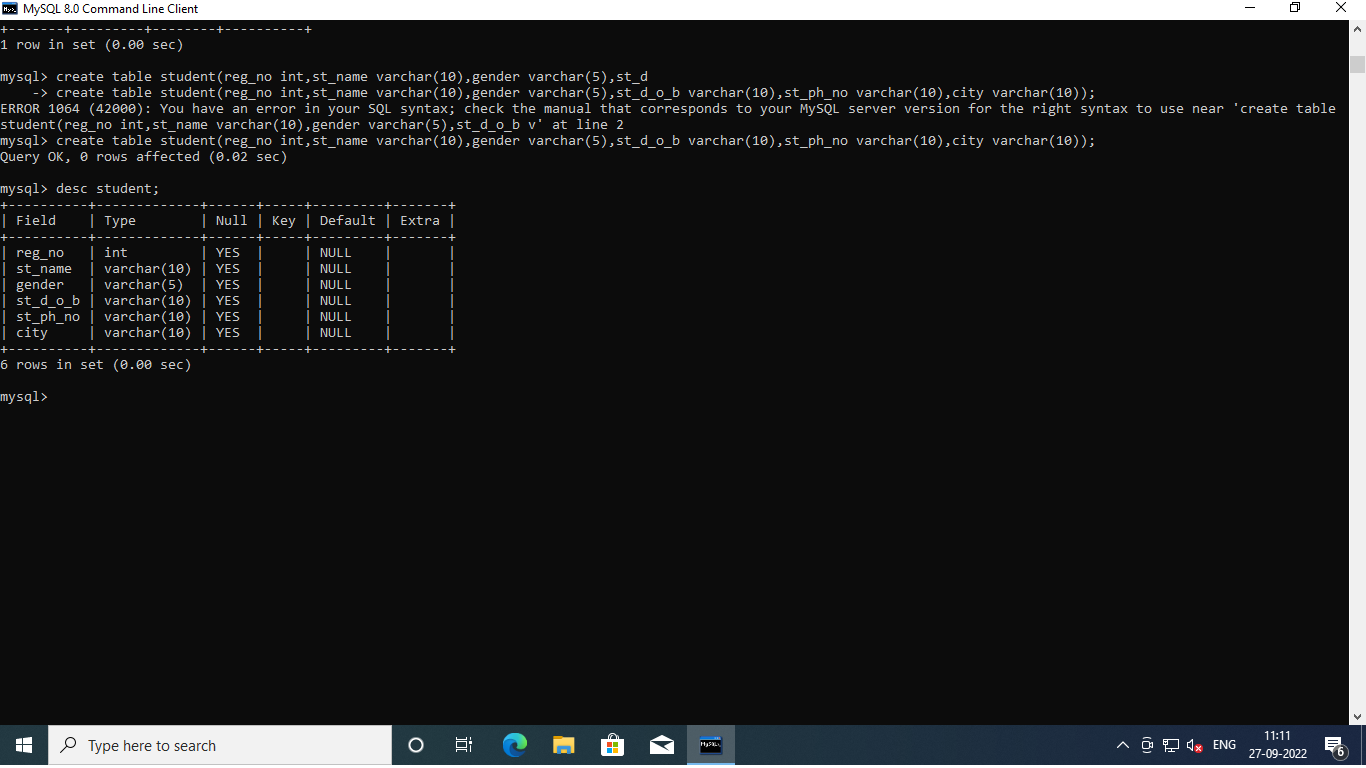 MySQL 8.0 Command Line Client
+-------+---------+--------+----------+
1 row in set (0.00 sec)
mysql> create table student(reg_no int,st_name varchar(10),gender varchar(5),st_d
    -> create table student(reg_no int,st_name varchar(10),gender varchar(5),st_d_o_b varchar(10),st_ph_no varchar(10),city varchar(10));
ERROR 1064 (42000): You have an error in your SQL syntax; check the manual that corresponds to your MySQL server version for the right syntax to use near 'create table
student(reg_no int,st_name varchar(10),gender varchar(5),st_d_o_b v' at line 2
mysql> create table student(reg_no int,st_name varchar(10),gender varchar(5),st_d_o_b varchar(10),st_ph_no varchar(10),city varchar(10));
Query OK, 0 rows affected (0.02 sec)
mysql> desc student;
+----------+-------------+------+-----+---------+-------+
| Field    | Type        | Null | Key | Default | Extra |
+----------+-------------+------+-----+---------+-------+
| reg_no   | int         | YES  |     | NULL    |       |
| st_name  | varchar(10) | YES  |     | NULL    |       |
| gender   | varchar(5)  | YES  |     | NULL    |       |
| st_d_o_b | varchar(10) | YES  |     | NULL    |       |
| st_ph_no | varchar(10) | YES  |     | NULL    |       |
| city     | varchar(10) | YES  |     | NULL    |       |
+----------+-------------+------+-----+---------+-------+
6 rows in set (0.00 sec)
mysql>
Type here to search
ENG
11:11
27-09-2022
6